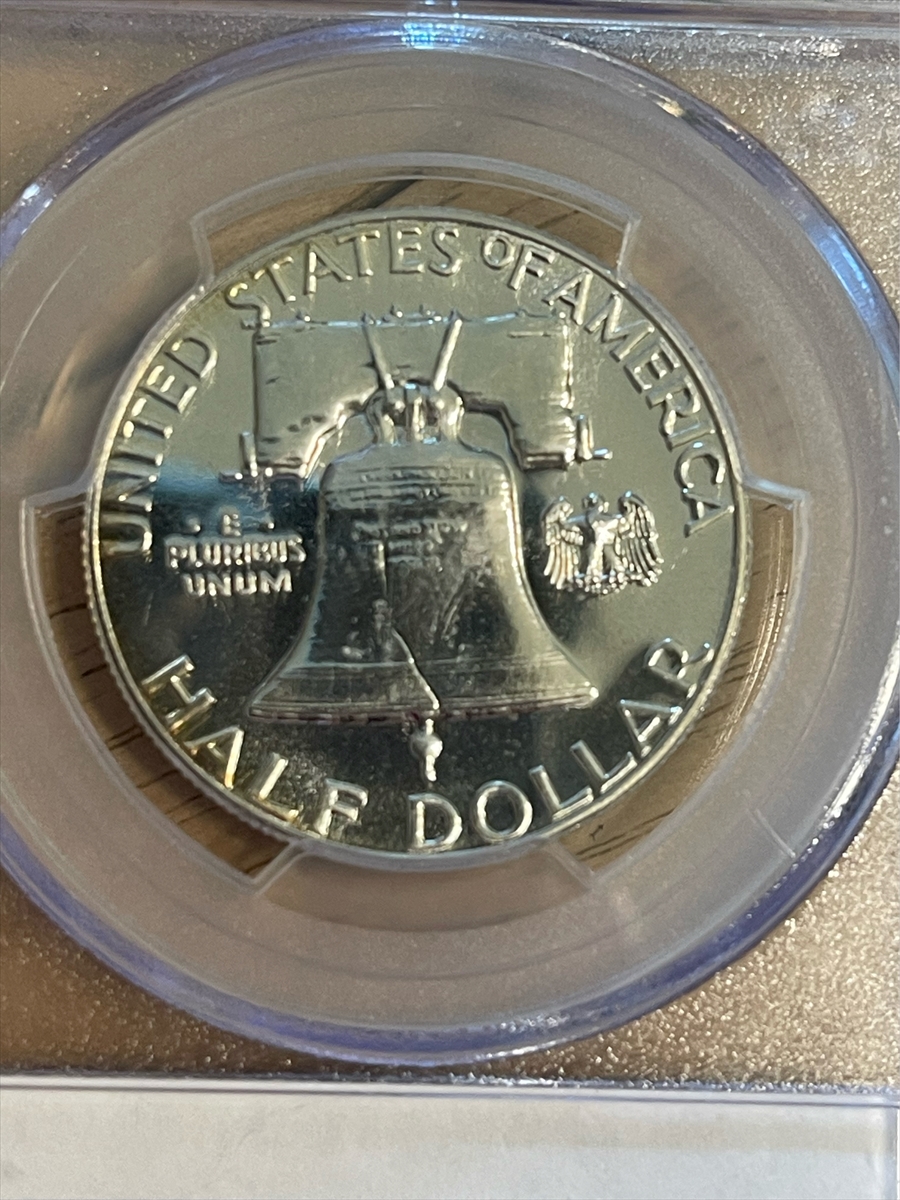 UNITED STATES OF AMERICA
· E ·
PLURIBUS
UNUM
HALF DOLLAR